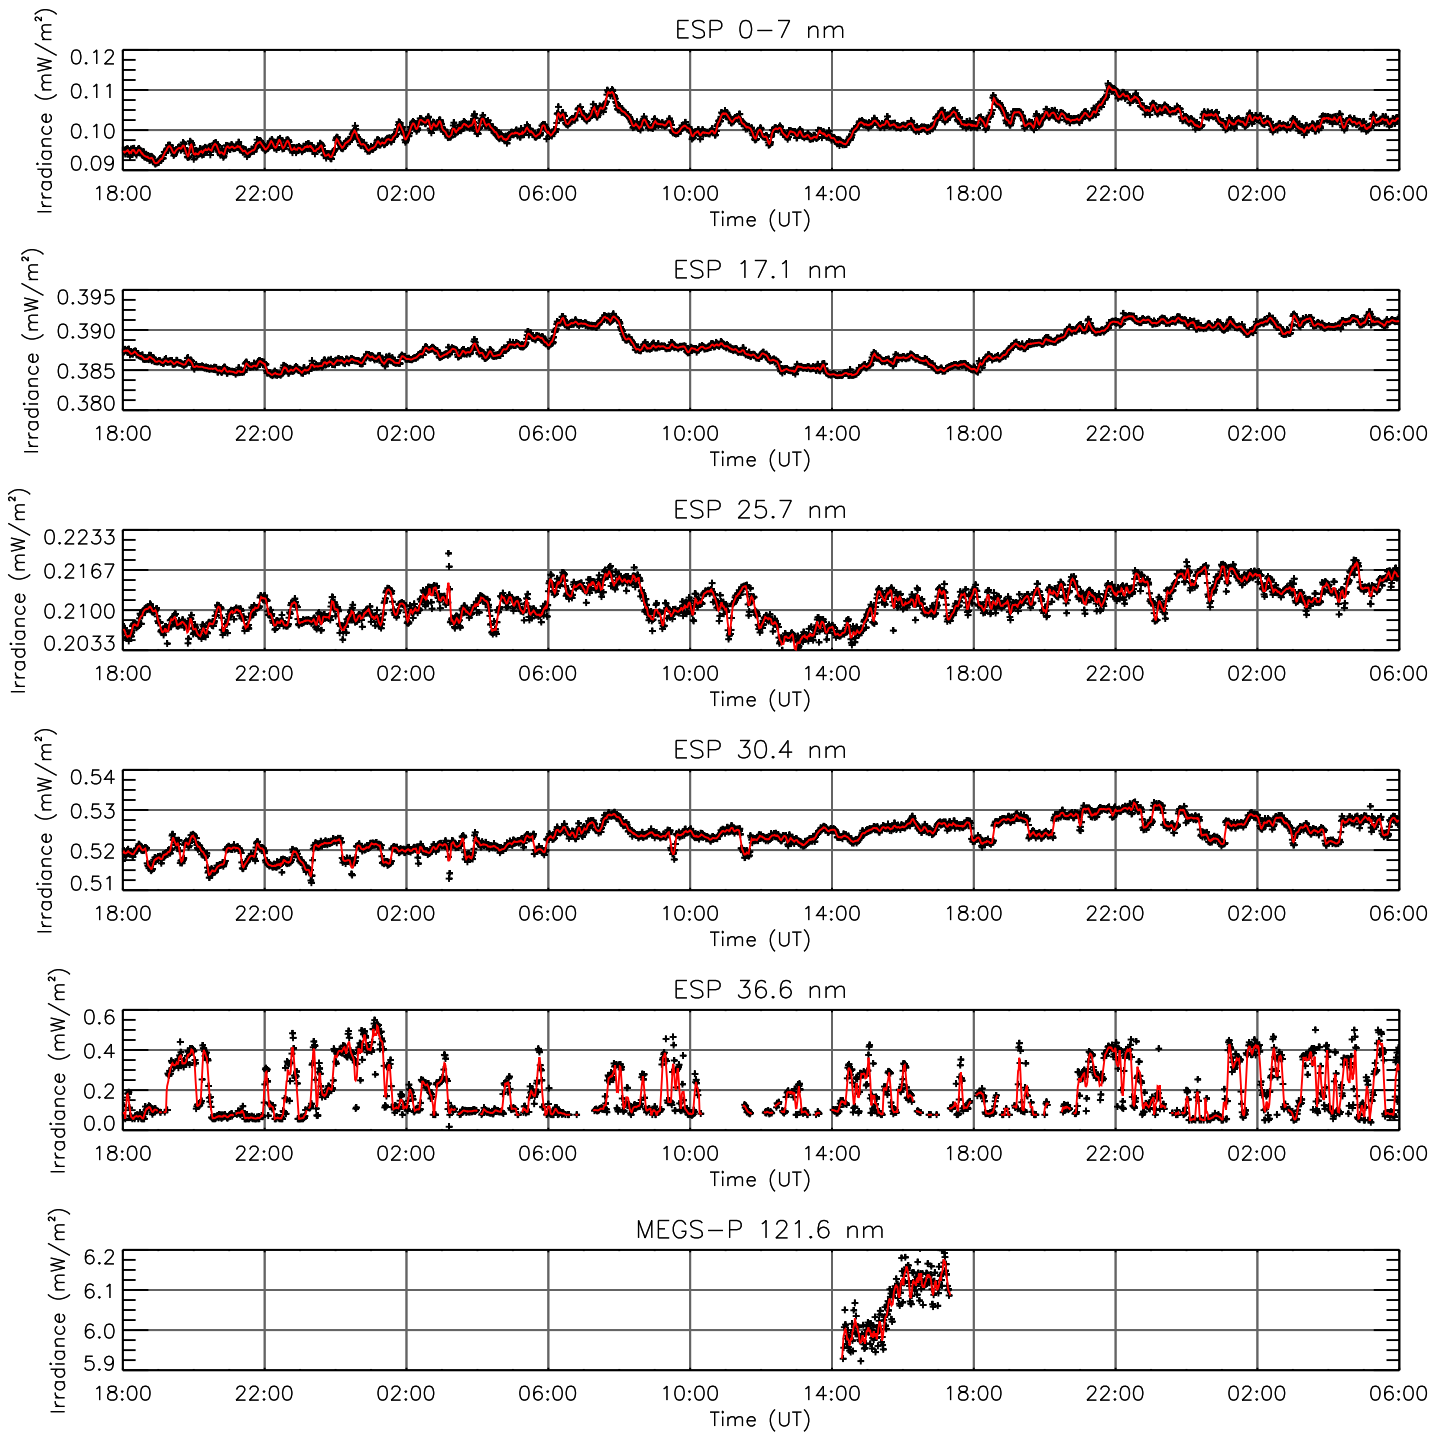 ESP 0-7 nm
Irradiance (mW/m²)
0.12
0.11
0.10
0.09
18:00 22:00 02:00 06:00 10:00 14:00 18:00 22:00 02:00 06:00
Time (UT)
ESP 17.1 nm
Irradiance (mW/m²)
0.395
0.390
0.385
0.380
18:00 22:00 02:00 06:00 10:00 14:00 18:00 22:00 02:00 06:00
Time (UT)
ESP 25.7 nm
Irradiance (mW/m²)
0.2233
0.2167
0.2100
0.2033
18:00 22:00 02:00 06:00 10:00 14:00 18:00 22:00 02:00 06:00
Time (UT)
ESP 30.4 nm
Irradiance (mW/m²)
0.54
0.53
0.52
0.51
18:00 22:00 02:00 06:00 10:00 14:00 18:00 22:00 02:00 06:00
Time (UT)
ESP 36.6 nm
Irradiance (mW/m²)
0.6
0.4
0.2
0.0
18:00 22:00 02:00 06:00 10:00 14:00 18:00 22:00 02:00 06:00
Time (UT)
MEGS-P 121.6 nm
Irradiance (mW/m²)
6.2
6.1
6.0
5.9
18:00 22:00 02:00 06:00 10:00 14:00 18:00 22:00 02:00 06:00
Time (UT)